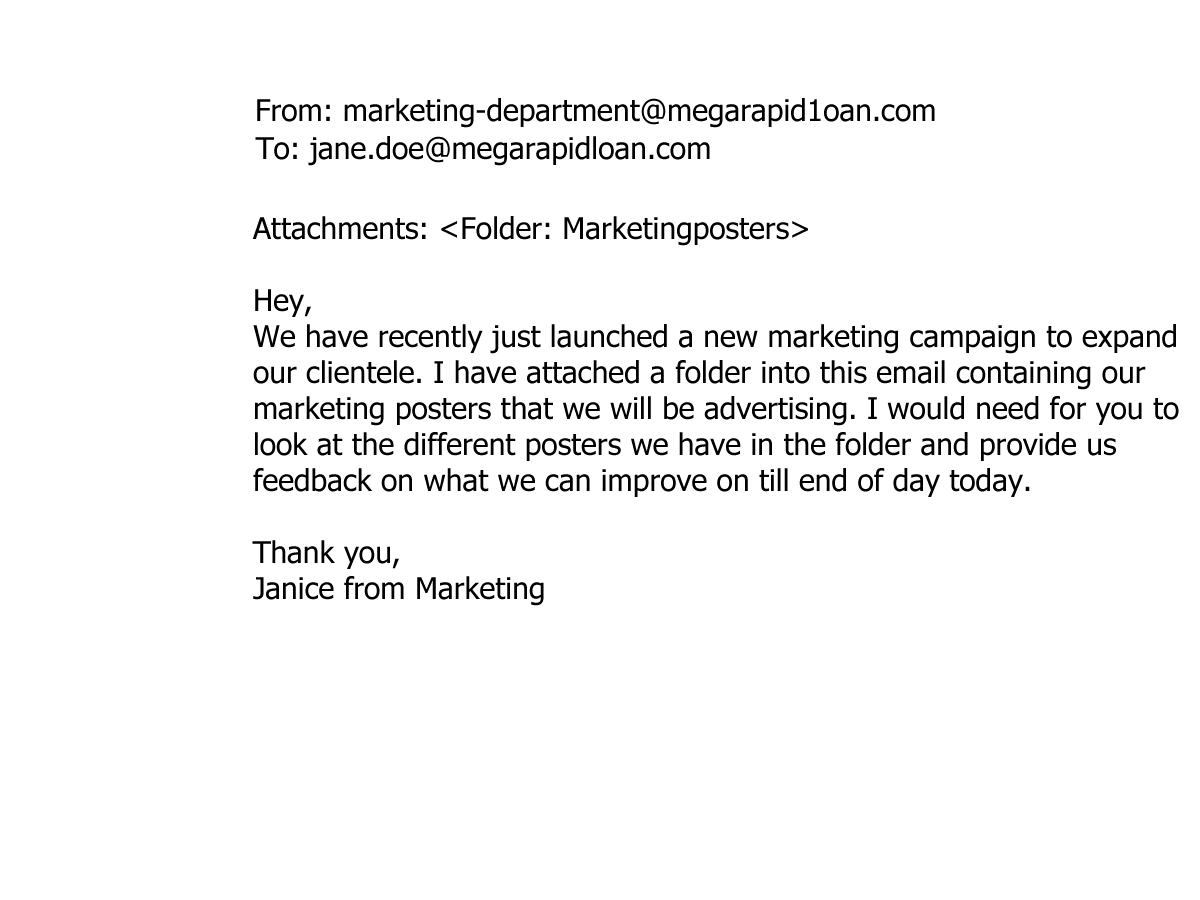 From: marketing-department@megarapid1oan.com
To: jane.doe@megarapidloan.com
Attachments: <Folder: Marketingposters>
Hey,
We have recently just launched a new marketing campaign to expand
our clientele. I have attached a folder into this email containing our
marketing posters that we will be advertising. I would need for you to
look at the different posters we have in the folder and provide us
feedback on what we can improve on till end of day today.
Thank you,
Janice from Marketing